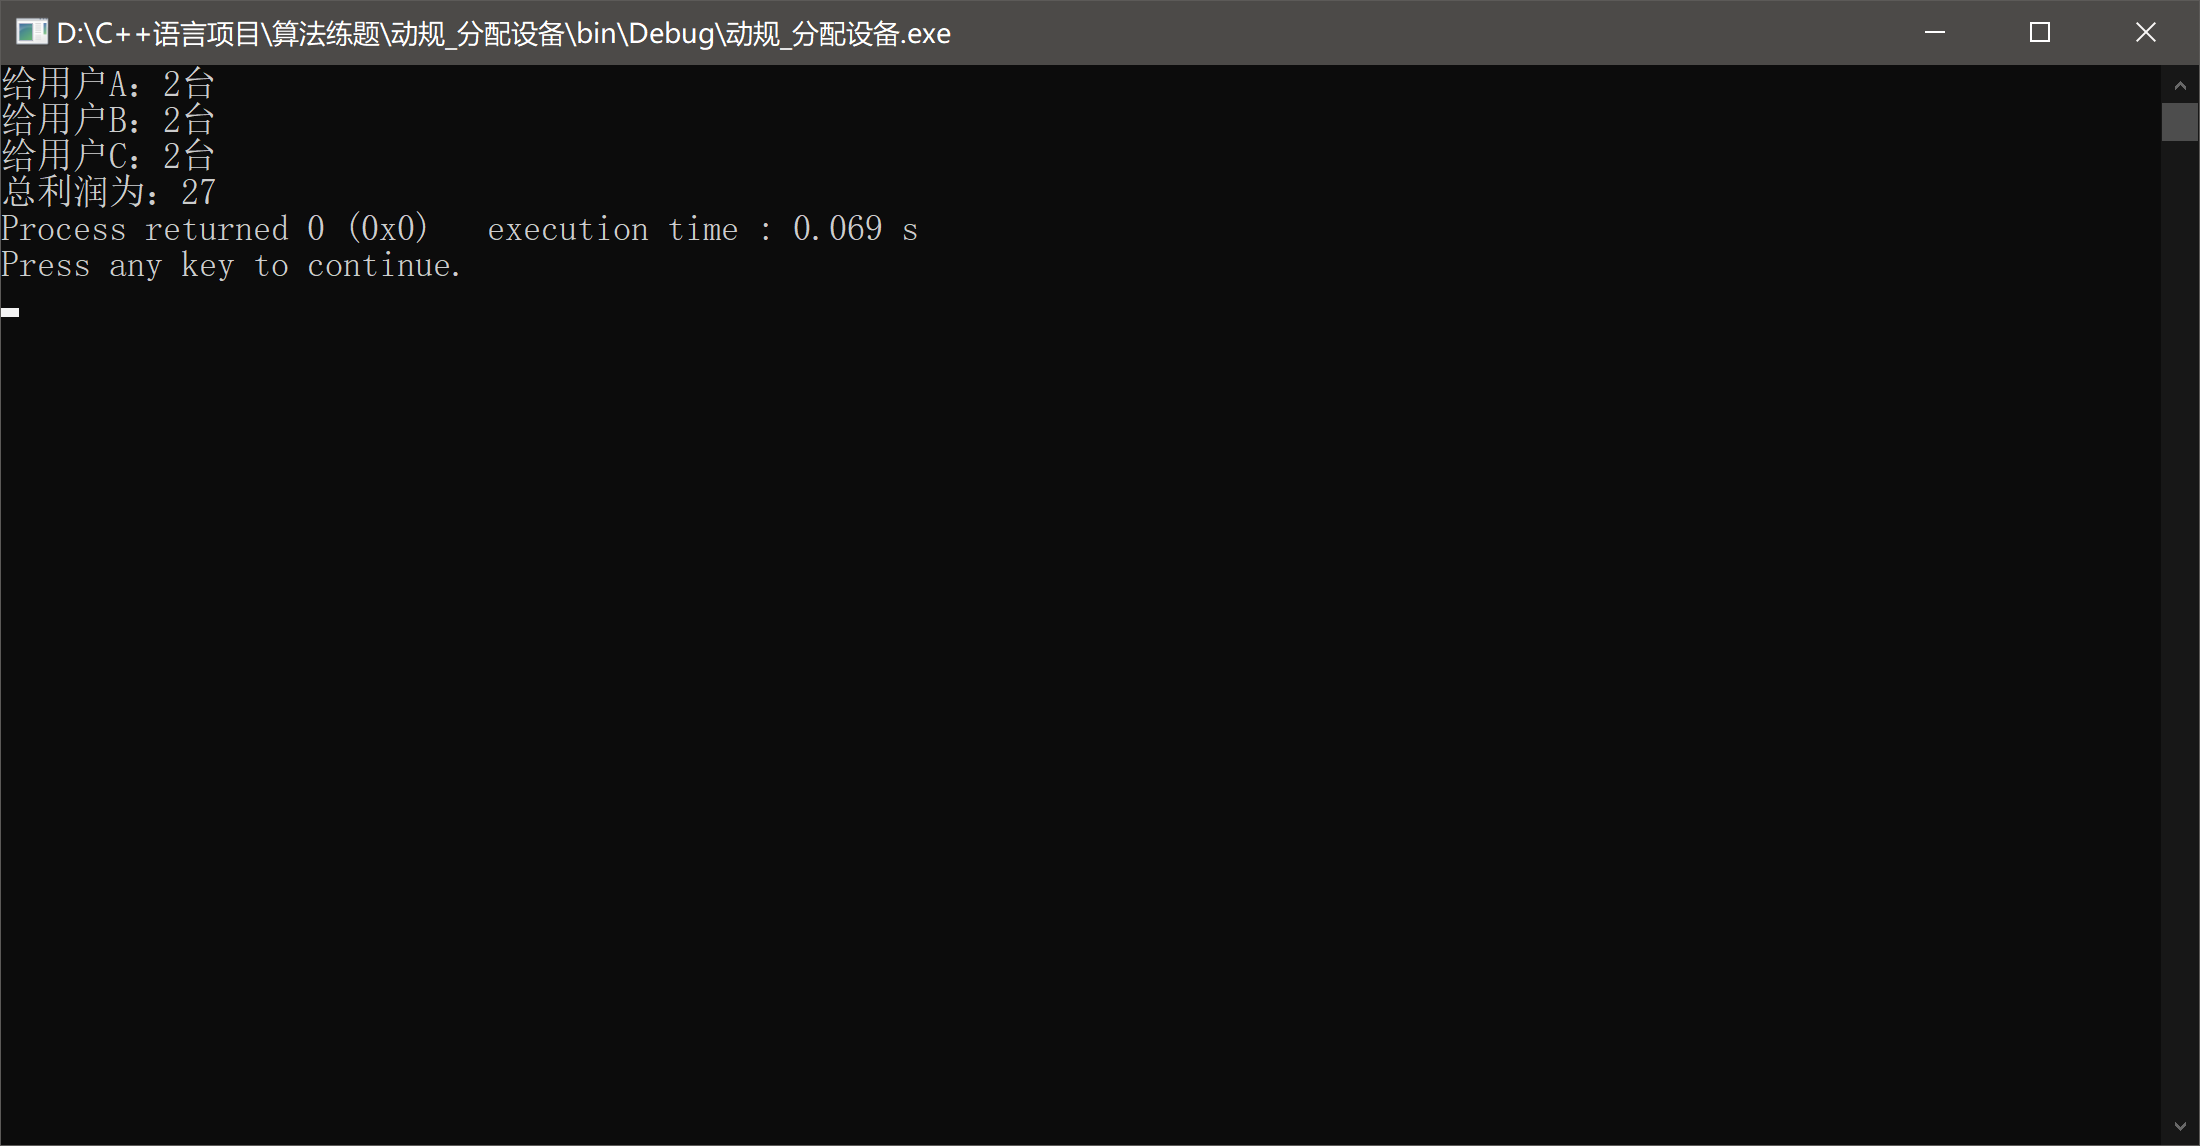 D:\C++语言项目\算法练题\动规_分配设备\bin\Debug\动规_分配设备.exe
给用户A：2台
给用户B：2台
给用户C：2台
总利润为：27
Process returned 0 (0x0)   execution time : 0.069 s
Press any key to continue.